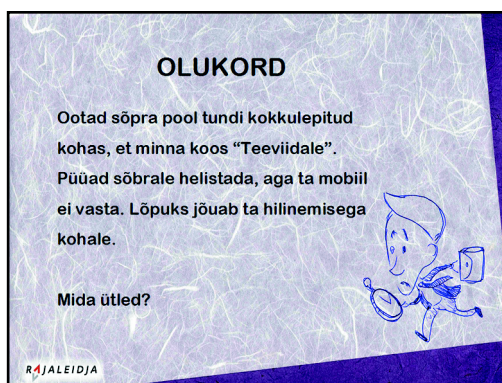 OLUKORD
Ootad sõpra pool tundi kokkulepitud
kohas, et minna koos “Teeviidale”.
Püüad sõbrale helistada, aga ta mobiil
ei vasta. Lõpuks jõuab ta hilinemisega
kohale.
Mida ütled?
RAJALEIDJA